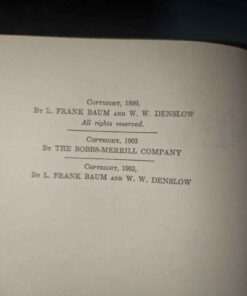 COPYRIGHT, 1899,
BY L. FRANK BAUM AND W. W. DENSLOW
All rights reserved.
COPYRIGHT, 1903
BY THE BOBBS-MERRILL COMPANY
COPYRIGHT, 1903,
BY L. FRANK BAUM AND W. W. DENSLOW